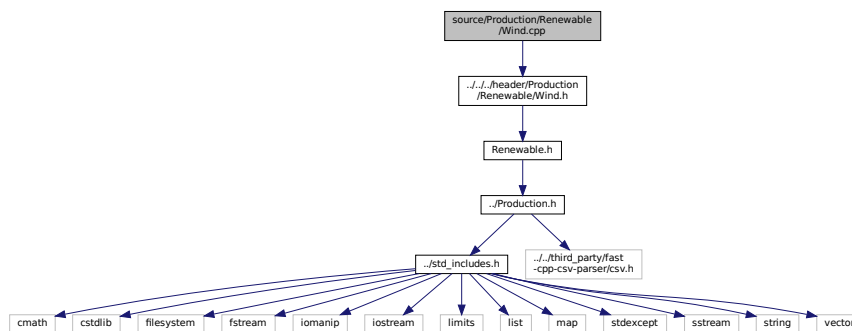 source/Production/Renewable
/Wind.cpp
../../../header/Production
/Renewable/Wind.h
Renewable.h
../Production.h
../std_includes.h
../../third_party/fast
-cpp-csv-parser/csv.h
cmath
cstdlib
filesystem
fstream
iomanip
iostream
limits
list
map
stdexcept
sstream
string
vector